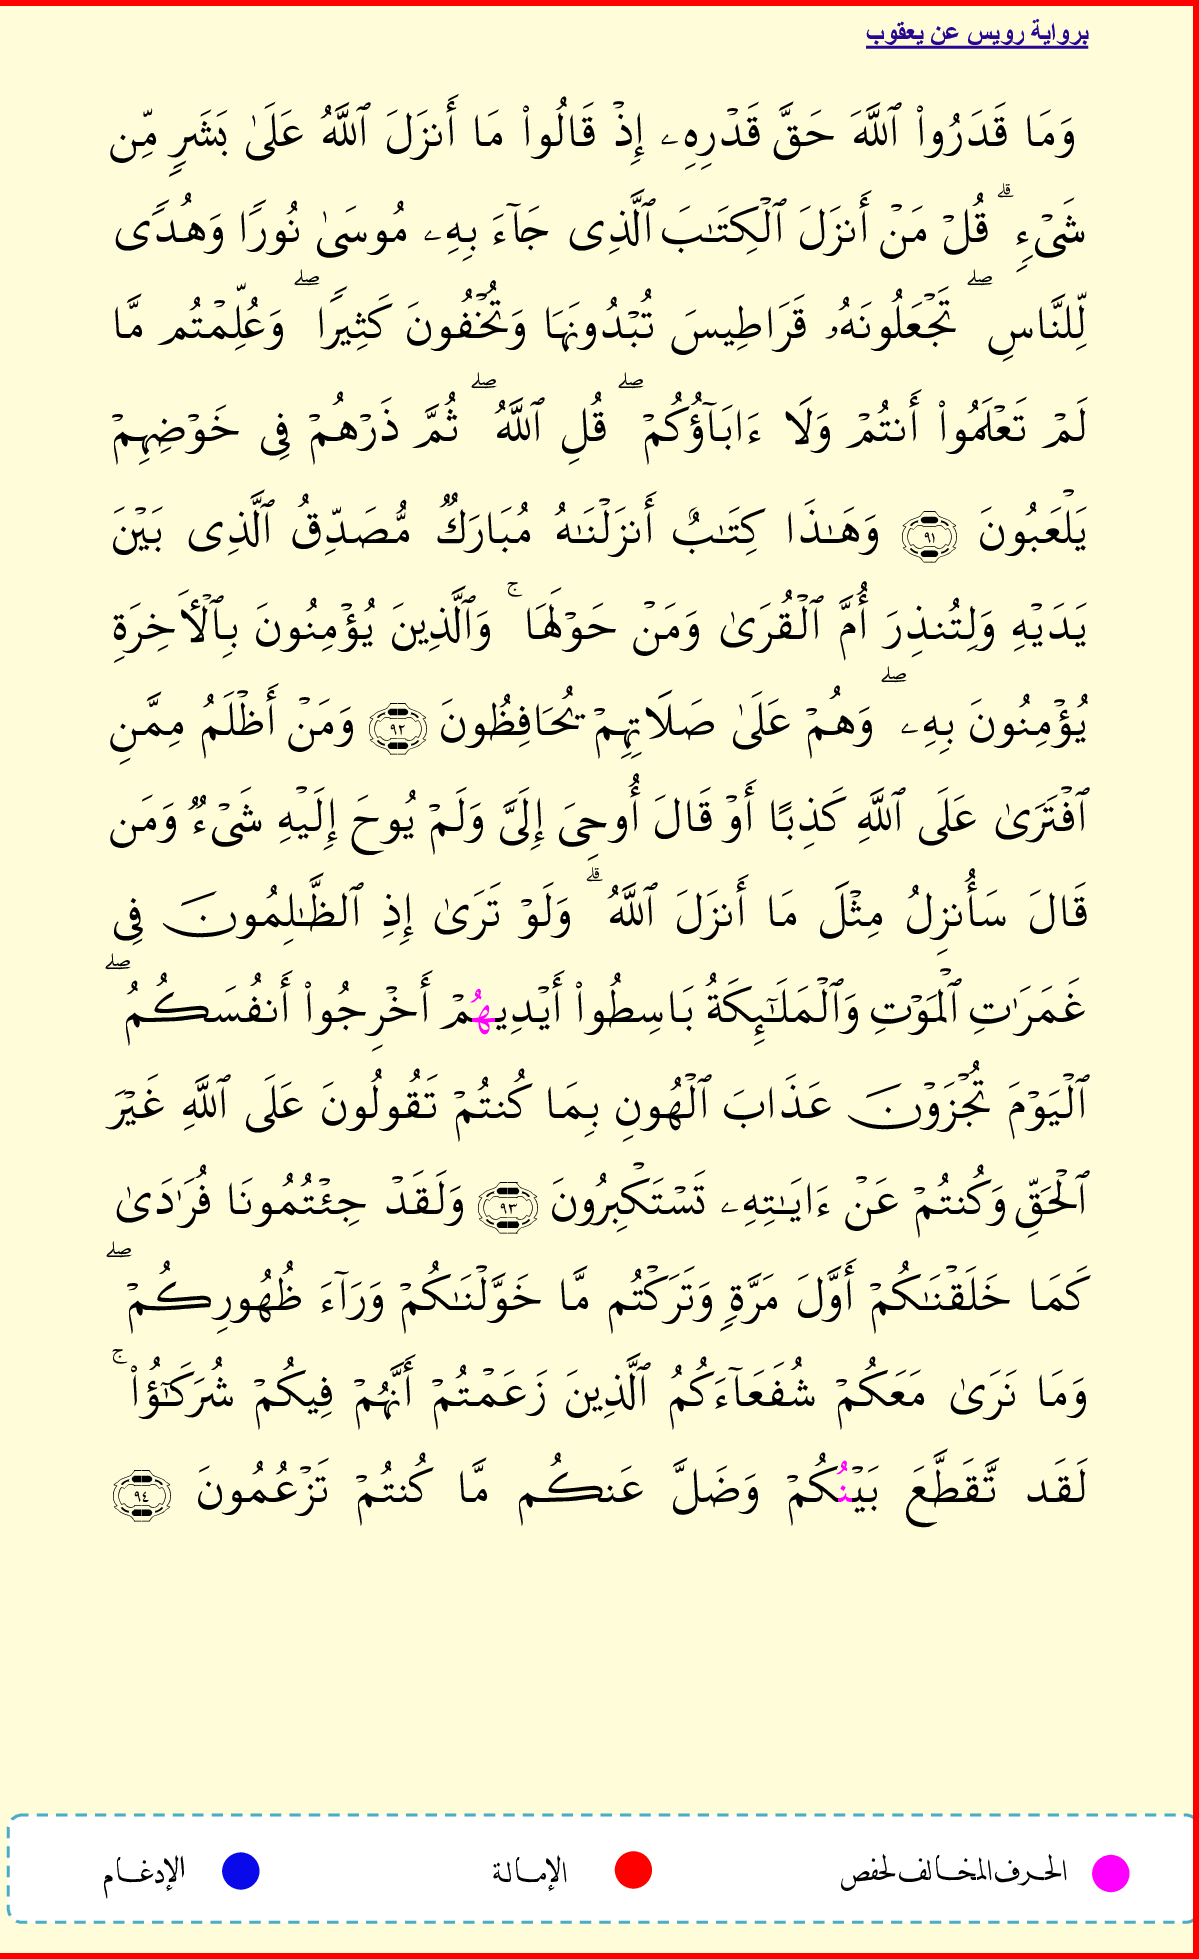 برواية رويس عن يعقوب
وَمَا قَدَرُوا۟ ٱللَّهَ حَقَّ قَدْرِهِۦٓ إِذْ قَالُوا۟ مَآ أَنزَلَ ٱللَّهُ عَلَىٰ بَشَرٍ مِّن
شَىْءٍ ۗ قُلْ مَنْ أَنزَلَ ٱلْكِتَـٰبَ ٱلَّذِى جَآءَ بِهِۦ مُوسَىٰ نُورًا وَهُدًى
لِّلنَّاسِ ۖ تَجْعَلُونَهُۥ قَرَاطِيسَ تُبْدُونَهَا وَتُخْفُونَ كَثِيرًا ۖ وَعُلِّمْتُم مَّا
لَمْ تَعْلَمُوا۟ أَنتُمْ وَلَا ءَابَآؤُكُمْ ۖ قُلِ ٱللَّهُ ۖ ثُمَّ ذَرْهُمْ فِى خَوْضِهِمْ
يَلْعَبُونَ ٩١ وَهَـٰذَا كِتَـٰبٌ أَنزَلْنَـٰهُ مُبَارَكٌ مُّصَدِّقُ ٱلَّذِى بَيْنَ
يَدَيْهِ وَلِتُنذِرَ أُمَّ ٱلْقُرَىٰ وَمَنْ حَوْلَهَا ۚ وَٱلَّذِينَ يُؤْمِنُونَ بِٱلْـَٔاخِرَةِ
يُؤْمِنُونَ بِهِۦ ۖ وَهُمْ عَلَىٰ صَلَاتِهِمْ يُحَافِظُونَ ٩٢ وَمَنْ أَظْلَمُ مِمَّنِ
ٱفْتَرَىٰ عَلَى ٱللَّهِ كَذِبًا أَوْ قَالَ أُوحِىَ إِلَىَّ وَلَمْ يُوحَ إِلَيْهِ شَىْءٌ وَمَن
قَالَ سَأُنزِلُ مِثْلَ مَا أَنزَلَ ٱللَّهُ ۗ وَلَوْ تَرَىٰ إِذِ ٱلظَّـٰلِمُونَ فِى
غَمَرَٰتِ ٱلْمَوْتِ وَٱلْمَلَـٰٓئِكَةُ بَاسِطُوا۟ أَيْدِيهُمْ أَخْرِجُوا۟ أَنفُسَكُمُ ۖ
ٱلْيَوْمَ تُجْزَوْنَ عَذَابَ ٱلْهُونِ بِمَا كُنتُمْ تَقُولُونَ عَلَى ٱللَّهِ غَيْرَ
ٱلْحَقِّ وَكُنتُمْ عَنْ ءَايَـٰتِهِۦ تَسْتَكْبِرُونَ ٩٣ وَلَقَدْ جِئْتُمُونَا فُرَٰدَىٰ
كَمَا خَلَقْنَـٰكُمْ أَوَّلَ مَرَّةٍ وَتَرَكْتُم مَّا خَوَّلْنَـٰكُمْ وَرَآءَ ظُهُورِكُمْ ۖ
وَمَا نَرَىٰ مَعَكُمْ شُفَعَآءَكُمُ ٱلَّذِينَ زَعَمْتُمْ أَنَّهُمْ فِيكُمْ شُرَكَـٰٓؤُا۟ ۚ
لَقَد تَّقَطَّعَ بَيْنُكُمْ وَضَلَّ عَنكُم مَّا كُنتُمْ تَزْعُمُونَ ٩٤
الحرف المخالف لحفص الإمالة الإدغام